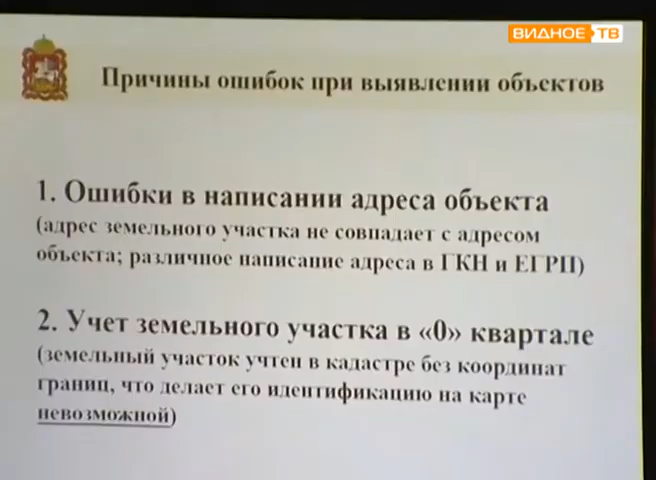 ВИДНОЕ ТВ
Причины ошибок при выявлении объектов
1. Ошибки в написании адреса объекта
(адрес земельного участка не совпадает с адресом
объекта; различное написание адреса в ГКН и ЕГРП)
2. Учет земельного участка в «0» квартале
(земельный участок учтен в кадастре без координат
границ, что делает его идентификацию на карте
невозможной)